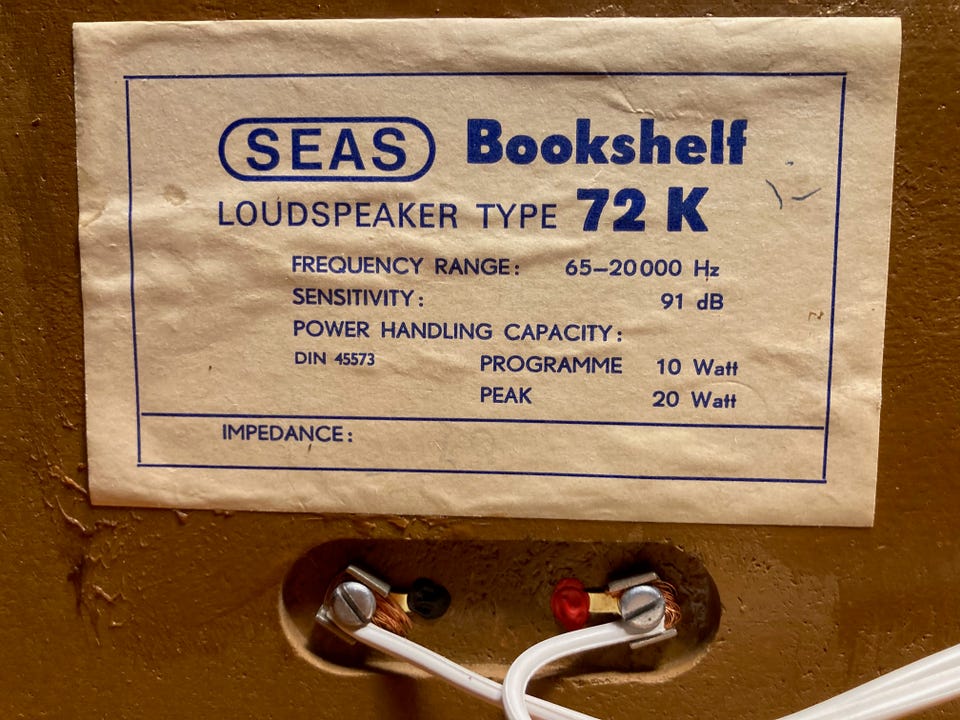 SEAS Bookshelf
LOUDSPEAKER TYPE 72 K
FREQUENCY RANGE: 65–20000 Hz
SENSITIVITY: 91 dB
POWER HANDLING CAPACITY:
DIN 45573 PROGRAMME 10 Watt
PEAK 20 Watt
IMPEDANCE: